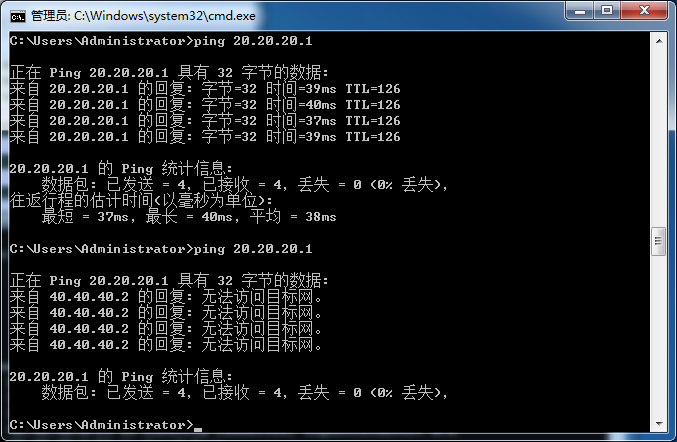 管理员: C:\Windows\system32\cmd.exe
C:\Users\Administrator>ping 20.20.20.1
正在 Ping 20.20.20.1 具有 32 字节的数据:
来自 20.20.20.1 的回复: 字节=32 时间=39ms TTL=126
来自 20.20.20.1 的回复: 字节=32 时间=40ms TTL=126
来自 20.20.20.1 的回复: 字节=32 时间=37ms TTL=126
来自 20.20.20.1 的回复: 字节=32 时间=39ms TTL=126
20.20.20.1 的 Ping 统计信息:
数据包: 已发送 = 4, 已接收 = 4, 丢失 = 0 (0% 丢失),
往返行程的估计时间(以毫秒为单位):
最短 = 37ms, 最长 = 40ms, 平均 = 38ms
C:\Users\Administrator>ping 20.20.20.1
正在 Ping 20.20.20.1 具有 32 字节的数据:
来自 40.40.40.2 的回复: 无法访问目标网。
来自 40.40.40.2 的回复: 无法访问目标网。
来自 40.40.40.2 的回复: 无法访问目标网。
来自 40.40.40.2 的回复: 无法访问目标网。
20.20.20.1 的 Ping 统计信息:
数据包: 已发送 = 4, 已接收 = 4, 丢失 = 0 (0% 丢失),
C:\Users\Administrator>_